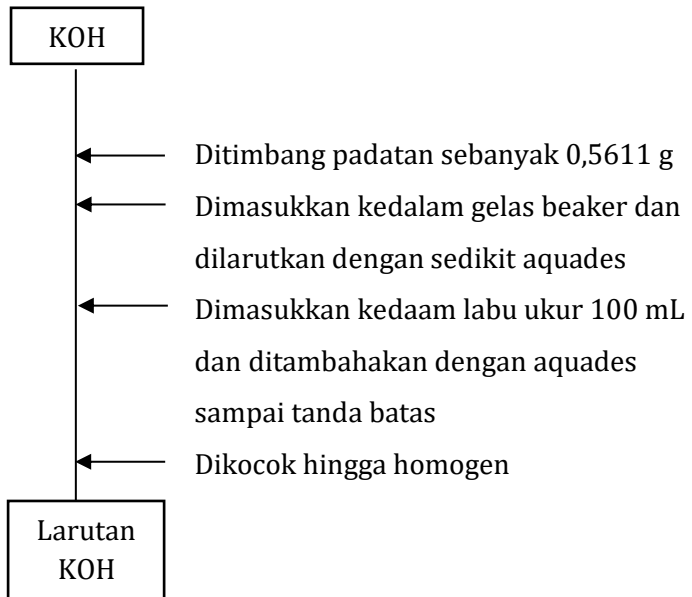 KOH
Ditimbang padatan sebanyak 0,5611 g
Dimasukkan kedalam gelas beaker dan
dilarutkan dengan sedikit aquades
Dimasukkan kedaam labu ukur 100 mL
dan ditambahakan dengan aquades
sampai tanda batas
Dikocok hingga homogen
Larutan
KOH